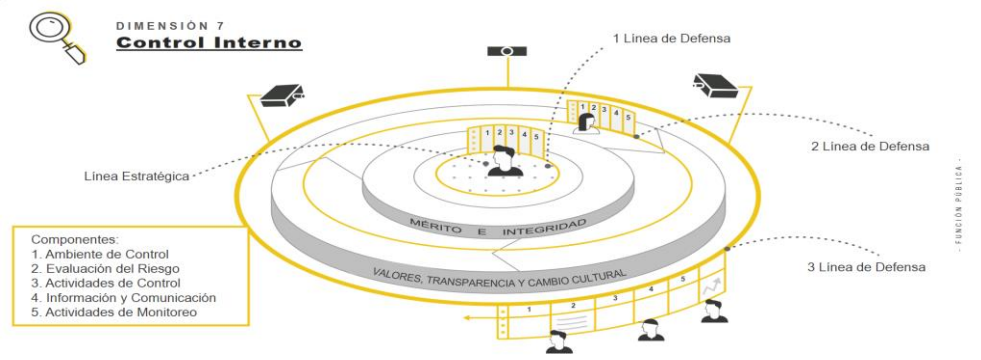 DIMENSIÓN 7
Control Interno
1 Línea de Defensa
1 2 3 4 5
1 2 3 4 5
2 Línea de Defensa
Línea Estratégica
- FUNCIÓN PÚBLICA -
MÉRITO E INTEGRIDAD
VALORES, TRANSPARENCIA Y CAMBIO CULTURAL
3 Línea de Defensa
Componentes:
1. Ambiente de Control
2. Evaluación del Riesgo
3. Actividades de Control
4. Información y Comunicación
5. Actividades de Monitoreo
1 2 3 4 5